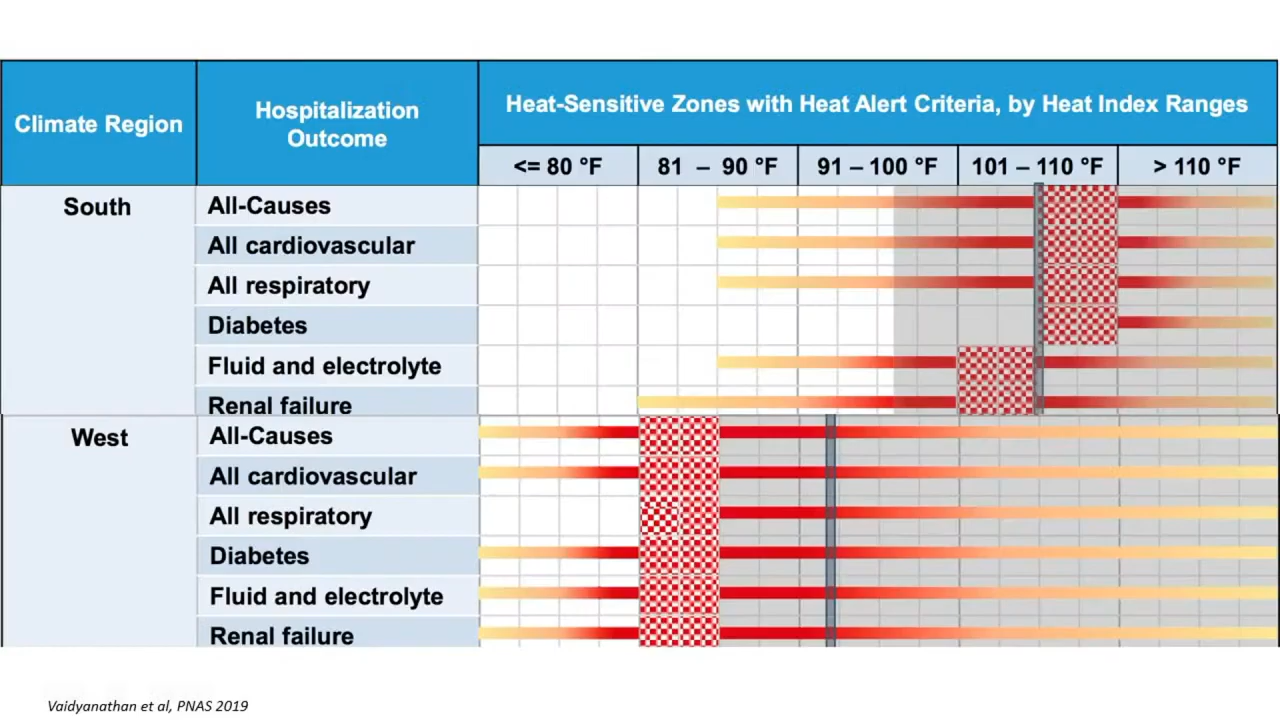 Climate Region
Hospitalization
Outcome
Heat-Sensitive Zones with Heat Alert Criteria, by Heat Index Ranges
<= 80 °F
81 – 90 °F
91 – 100 °F
101 – 110 °F
> 110 °F
South
All-Causes
All cardiovascular
All respiratory
Diabetes
Fluid and electrolyte
Renal failure
West
All-Causes
All cardiovascular
All respiratory
Diabetes
Fluid and electrolyte
Renal failure
Vaidyanathan et al, PNAS 2019